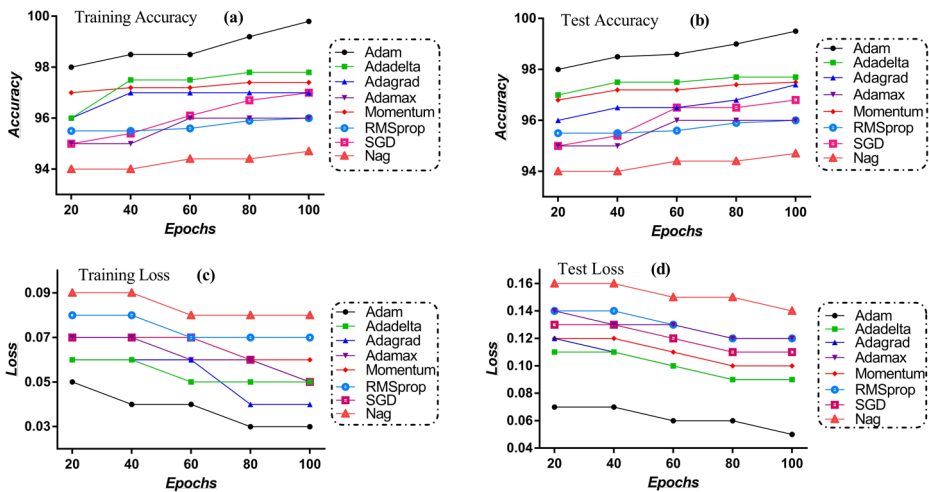 Training Accuracy (a)
Accuracy
100
98
96
94
20 40 60 80 100
Epochs
Adam
Adadelta
Adagrad
Adamax
Momentum
RMSprop
SGD
Nag
Test Accuracy (b)
Accuracy
100
98
96
94
20 40 60 80 100
Epochs
Adam
Adadelta
Adagrad
Adamax
Momentum
RMSprop
SGD
Nag
Training Loss (c)
Loss
0.09
0.07
0.05
0.03
20 40 60 80 100
Epochs
Adam
Adadelta
Adagrad
Adamax
Momentum
RMSprop
SGD
Nag
Test Loss (d)
Loss
0.16
0.14
0.12
0.10
0.08
0.06
0.04
20 40 60 80 100
Epochs
Adam
Adadelta
Adagrad
Adamax
Momentum
RMSprop
SGD
Nag